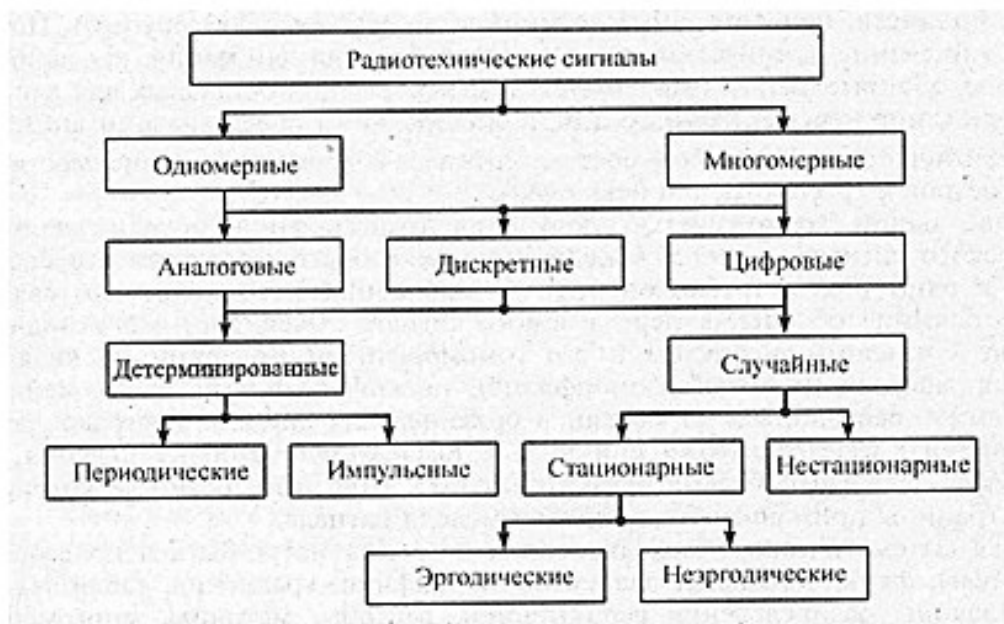 Радиотехнические сигналы
Одномерные
Многомерные
Аналоговые
Дискретные
Цифровые
Детерминированные
Случайные
Периодические
Импульсные
Стационарные
Нестационарные
Эргодические
Неэргодические